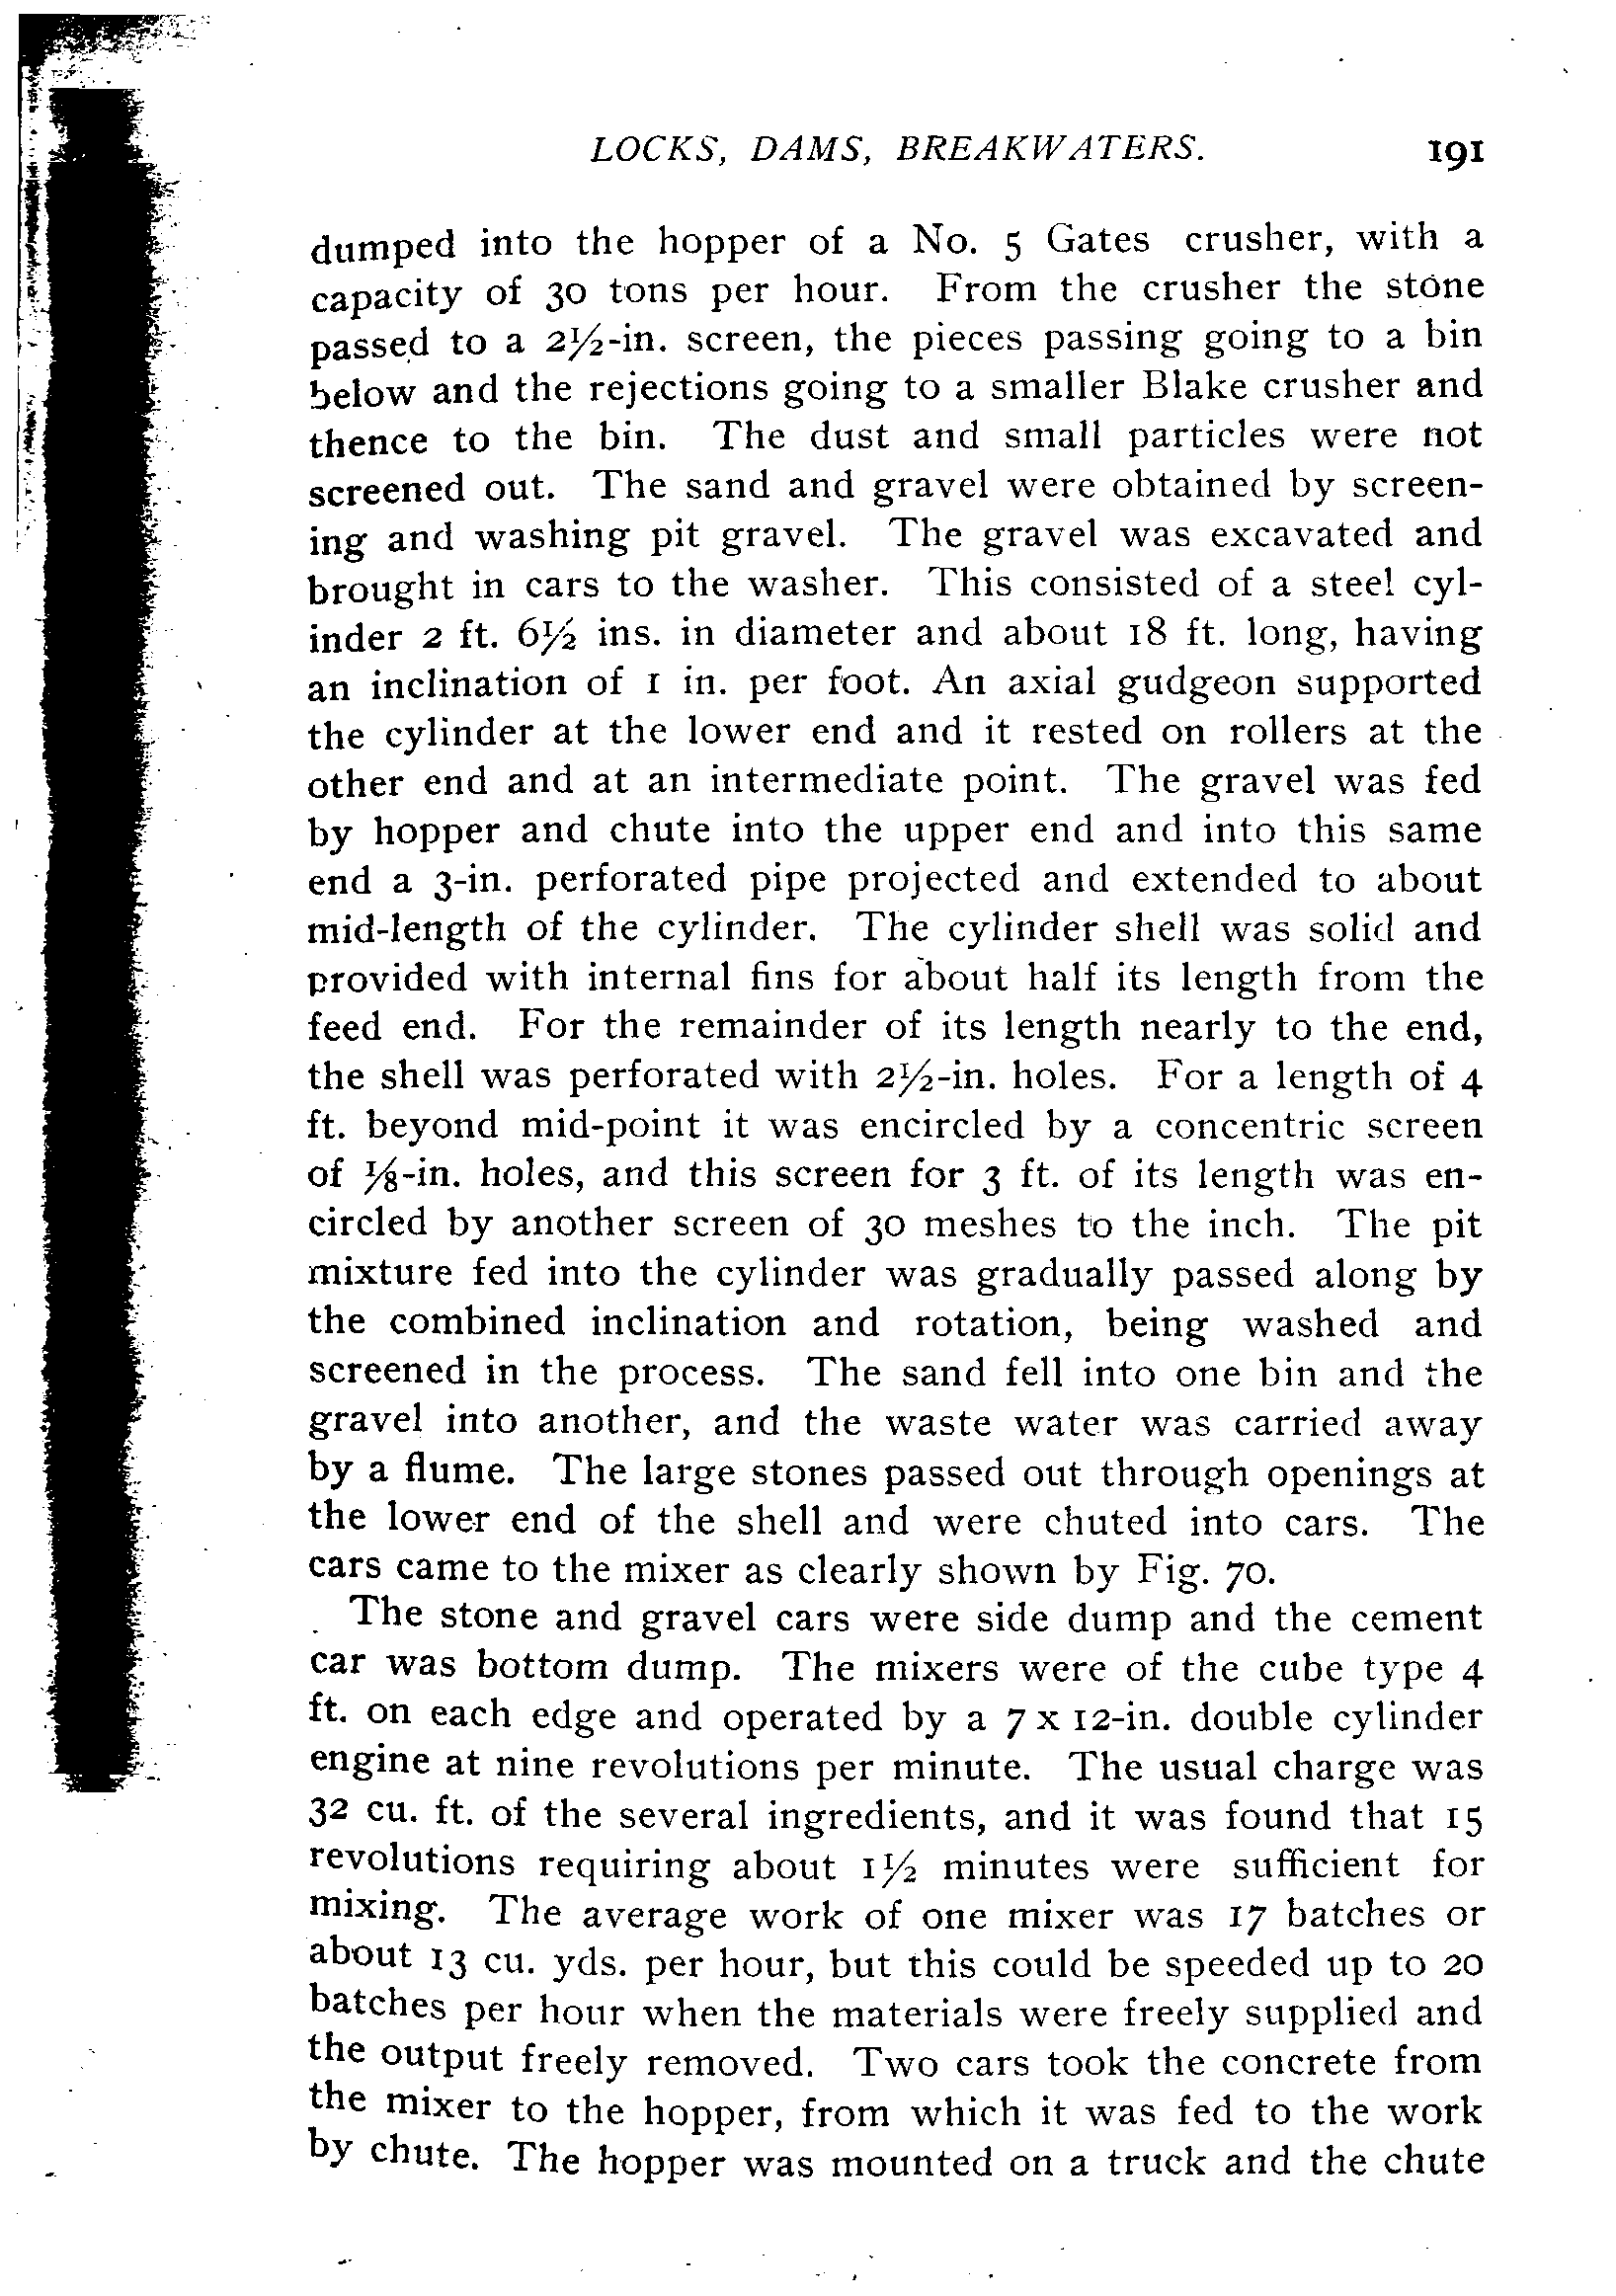 LOCKS, DAMS, BREAKWATERS. 191
dumped into the hopper of a No. 5 Gates crusher, with a
capacity of 30 tons per hour. From the crusher the stone
passed to a 2½-in. screen, the pieces passing going to a bin
below and the rejections going to a smaller Blake crusher and
thence to the bin. The dust and small particles were not
screened out. The sand and gravel were obtained by screen-
ing and washing pit gravel. The gravel was excavated and
brought in cars to the washer. This consisted of a steel cyl-
inder 2 ft. 6½ ins. in diameter and about 18 ft. long, having
an inclination of 1 in. per foot. An axial gudgeon supported
the cylinder at the lower end and it rested on rollers at the
other end and at an intermediate point. The gravel was fed
by hopper and chute into the upper end and into this same
end a 3-in. perforated pipe projected and extended to about
mid-length of the cylinder. The cylinder shell was solid and
provided with internal fins for about half its length from the
feed end. For the remainder of its length nearly to the end,
the shell was perforated with 2½-in. holes. For a length of 4
ft. beyond mid-point it was encircled by a concentric screen
of ⅛-in. holes, and this screen for 3 ft. of its length was en-
circled by another screen of 30 meshes to the inch. The pit
mixture fed into the cylinder was gradually passed along by
the combined inclination and rotation, being washed and
screened in the process. The sand fell into one bin and the
gravel into another, and the waste water was carried away
by a flume. The large stones passed out through openings at
the lower end of the shell and were chuted into cars. The
cars came to the mixer as clearly shown by Fig. 70.
The stone and gravel cars were side dump and the cement
car was bottom dump. The mixers were of the cube type 4
ft. on each edge and operated by a 7 x 12-in. double cylinder
engine at nine revolutions per minute. The usual charge was
32 cu. ft. of the several ingredients, and it was found that 15
revolutions requiring about 1½ minutes were sufficient for
mixing. The average work of one mixer was 17 batches or
about 13 cu. yds. per hour, but this could be speeded up to 20
batches per hour when the materials were freely supplied and
the output freely removed. Two cars took the concrete from
the mixer to the hopper, from which it was fed to the work
by chute. The hopper was mounted on a truck and the chute